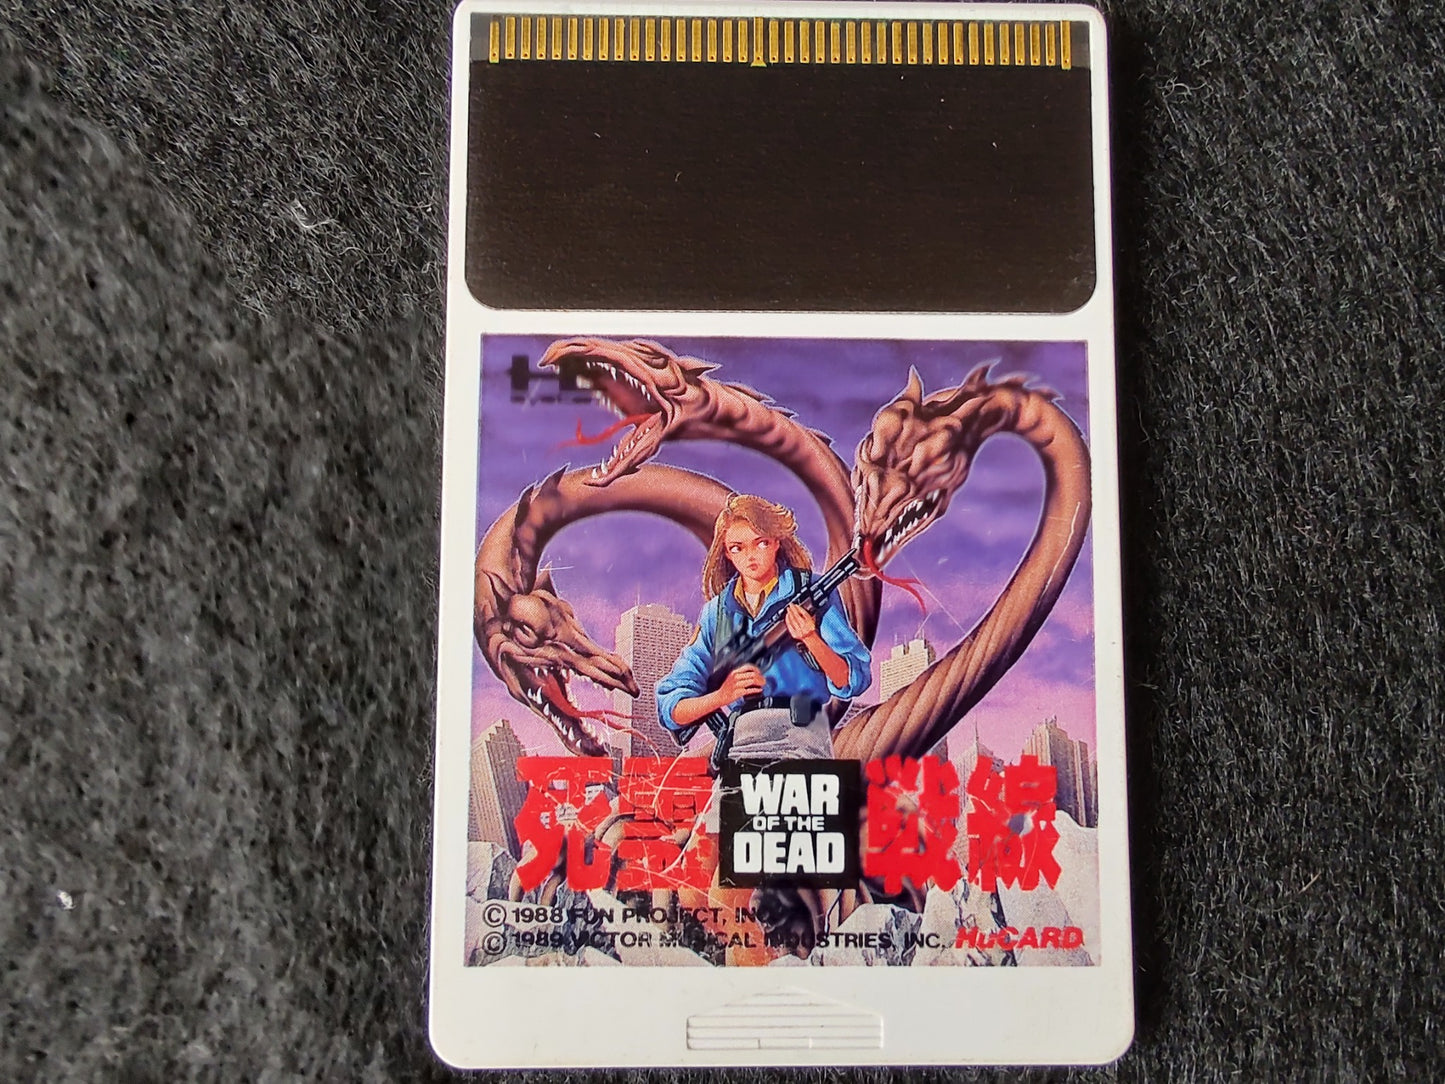 死霊 WAR OF THE DEAD 戦線
© 1988 FUN PROJECT, INC.
© 1989 VICTOR MUSICAL INDUSTRIES, INC. HuCARD